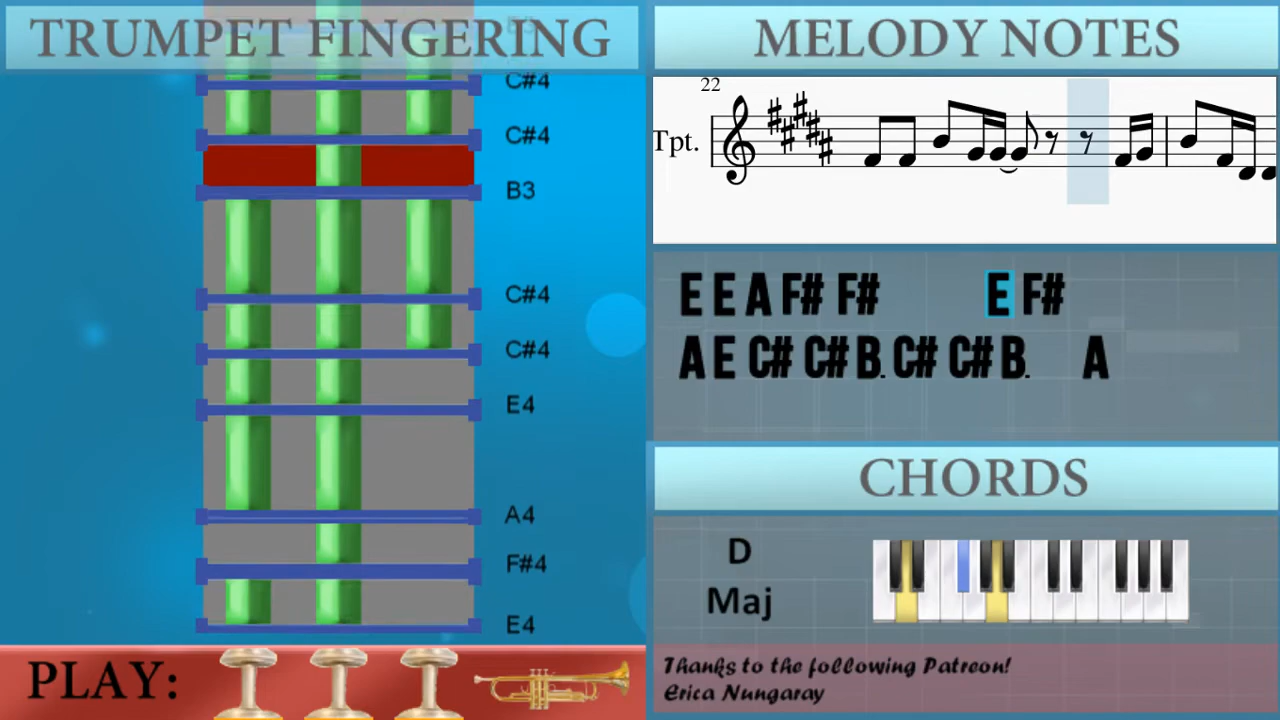 TRUMPET FINGERING
C#4
C#4
B3
C#4
C#4
E4
A4
F#4
E4
PLAY:
MELODY NOTES
22
Tpt.
E E A F# F# E F#
A E C# C# B. C# C# B. A
CHORDS
D
Maj
Thanks to the following Patreon!
Erica Nungaray